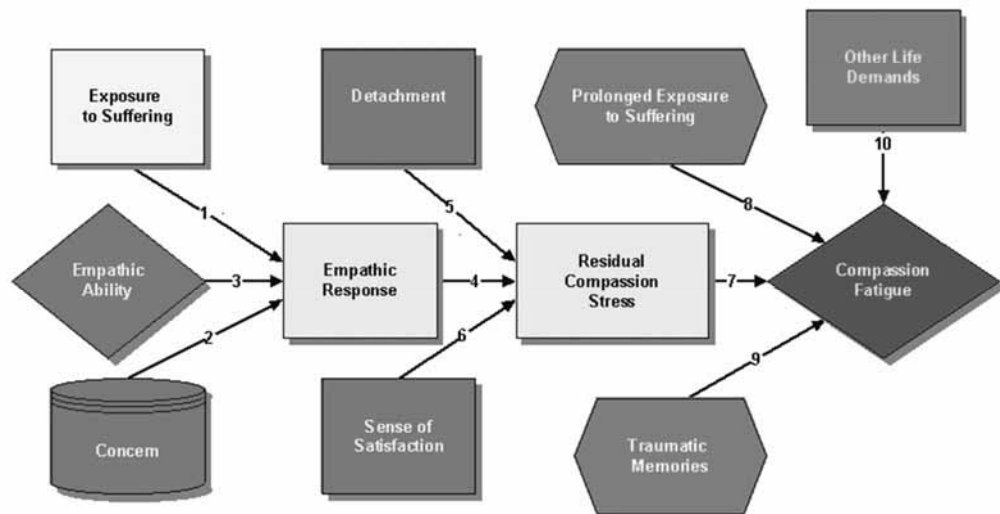 Exposure
to Suffering
Detachment
Prolonged Exposure
to Suffering
Other Life
Demands
10
1
5
8
Empathic
Ability
3
Empathic
Response
4
Residual
Compassion
Stress
7
Compassion
Fatigue
2
6
9
Concern
Sense of
Satisfaction
Traumatic
Memories